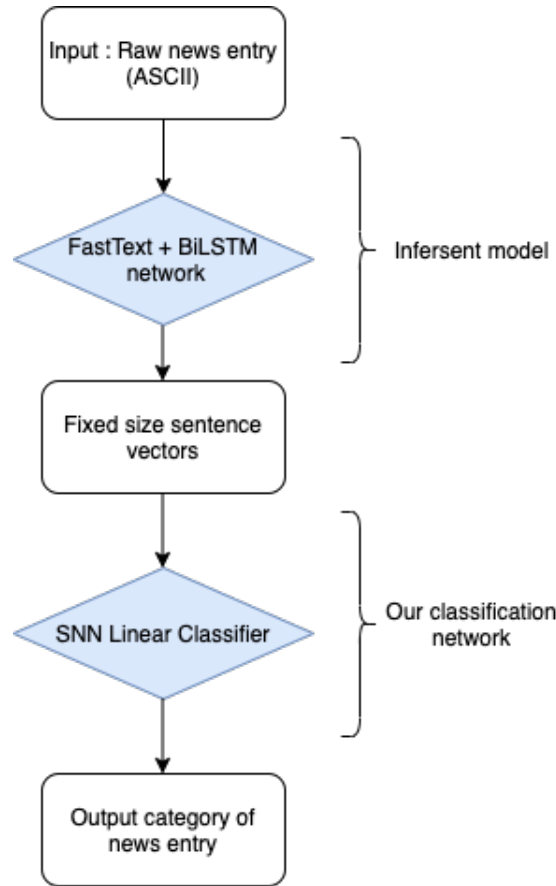 Input : Raw news entry
(ASCII)
FastText + BiLSTM
network
Infersent model
Fixed size sentence
vectors
SNN Linear Classifier
Our classification
network
Output category of
news entry